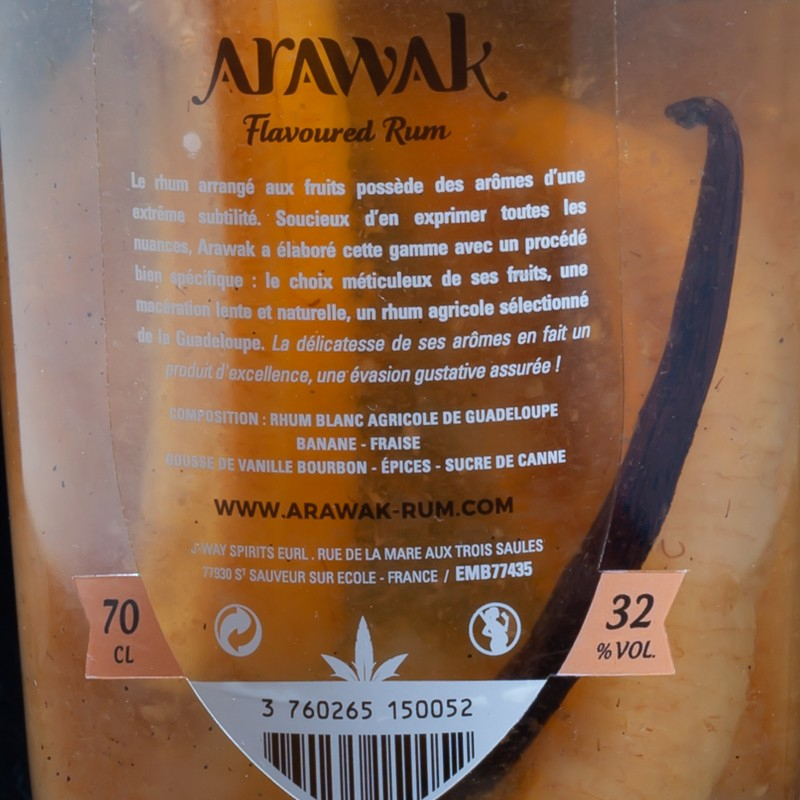 ARAWAK
Flavoured Rum
Le rhum arrangé aux fruits possède des arômes d'une
extrême subtilité. Soucieux d'en exprimer toutes les
nuances, Arawak a élaboré cette gamme avec un procédé
bien spécifique : le choix méticuleux de ses fruits, une
macération lente et naturelle, un rhum agricole sélectionné
de la Guadeloupe. La délicatesse de ses arômes en fait un
produit d'excellence, une évasion gustative assurée !
COMPOSITION : RHUM BLANC AGRICOLE DE GUADELOUPE
BANANE - FRAISE
GOUSSE DE VANILLE BOURBON - ÉPICES - SUCRE DE CANNE
WWW.ARAWAK-RUM.COM
J-WAY SPIRITS EURL . RUE DE LA MARE AUX TROIS SAULES
77930 Sᵗ SAUVEUR SUR ECOLE - FRANCE / EMB77435
70
CL
32
% VOL.
3 760265 150052